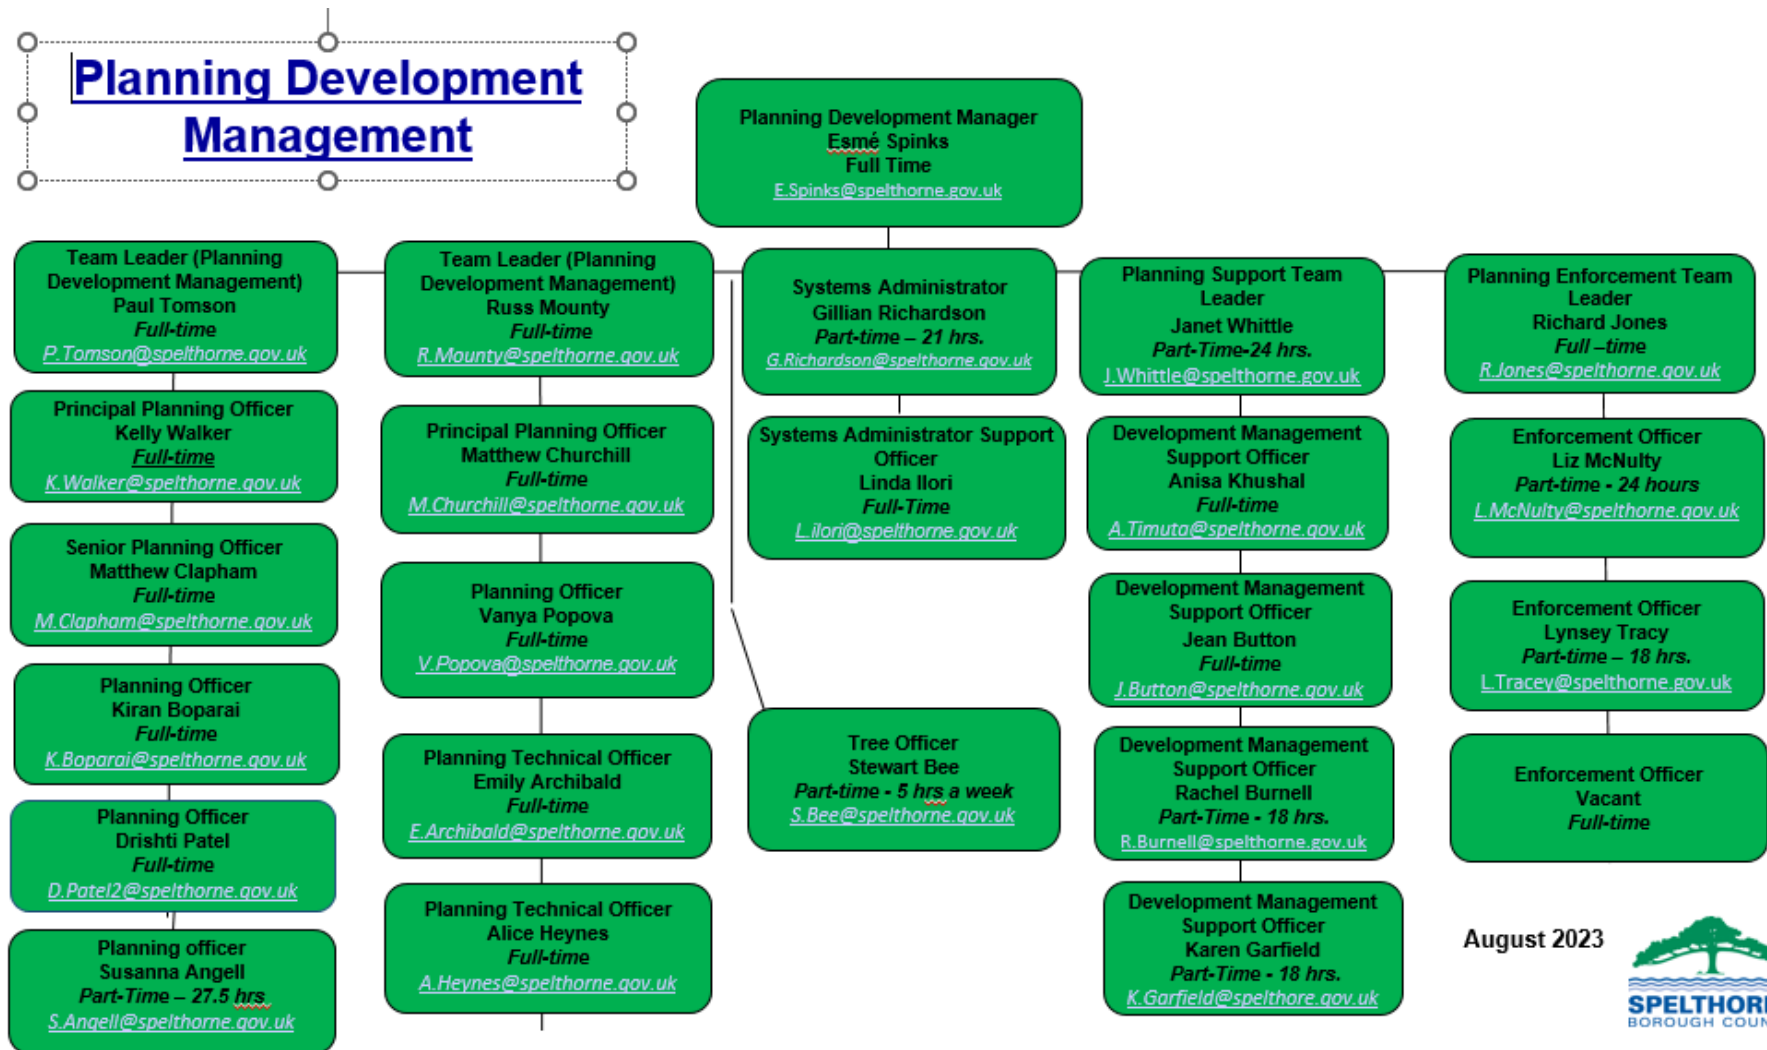 Planning Development
Management
Planning Development Manager
Esmé Spinks
Full Time
E.Spinks@spelthorne.gov.uk
Team Leader (Planning
Development Management)
Paul Tomson
Full-time
P.Tomson@spelthorne.gov.uk
Principal Planning Officer
Kelly Walker
Full-time
K.Walker@spelthorne.gov.uk
Senior Planning Officer
Matthew Clapham
Full-time
M.Clapham@spelthorne.gov.uk
Planning Officer
Kiran Boparai
Full-time
K.Boparai@spelthorne.gov.uk
Planning Officer
Drishti Patel
Full-time
D.Patel2@spelthorne.gov.uk
Planning officer
Susanna Angell
Part-Time – 27.5 hrs
S.Angell@spelthorne.gov.uk
Team Leader (Planning
Development Management)
Russ Mounty
Full-time
R.Mounty@spelthorne.gov.uk
Principal Planning Officer
Matthew Churchill
Full-time
M.Churchill@spelthorne.gov.uk
Planning Officer
Vanya Popova
Full-time
V.Popova@spelthorne.gov.uk
Planning Technical Officer
Emily Archibald
Full-time
E.Archibald@spelthorne.gov.uk
Planning Technical Officer
Alice Heynes
Full-time
A.Heynes@spelthorne.gov.uk
Systems Administrator
Gillian Richardson
Part-time – 21 hrs.
G.Richardson@spelthorne.gov.uk
Systems Administrator Support
Officer
Linda Ilori
Full-Time
L.ilori@spelthorne.gov.uk
Tree Officer
Stewart Bee
Part-time - 5 hrs a week
S.Bee@spelthorne.gov.uk
Planning Support Team
Leader
Janet Whittle
Part-Time-24 hrs.
J.Whittle@spelthorne.gov.uk
Development Management
Support Officer
Anisa Khushal
Full-time
A.Timuta@spelthorne.gov.uk
Development Management
Support Officer
Jean Button
Full-time
J.Button@spelthorne.gov.uk
Development Management
Support Officer
Rachel Burnell
Part-Time - 18 hrs.
R.Burnell@spelthorne.gov.uk
Development Management
Support Officer
Karen Garfield
Part-Time - 18 hrs.
K.Garfield@spelthore.gov.uk
Planning Enforcement Team
Leader
Richard Jones
Full –time
R.Jones@spelthorne.gov.uk
Enforcement Officer
Liz McNulty
Part-time - 24 hours
L.McNulty@spelthorne.gov.uk
Enforcement Officer
Lynsey Tracy
Part-time – 18 hrs.
L.Tracey@spelthorne.gov.uk
Enforcement Officer
Vacant
Full-time
August 2023
SPELTHOR
BOROUGH COUN